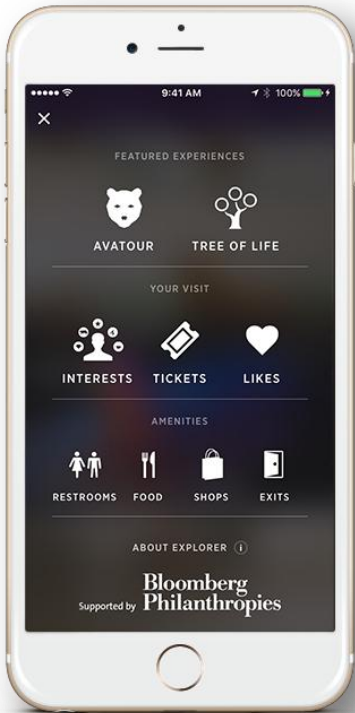 9:41 AM
100%
FEATURED EXPERIENCES
AVATOUR
TREE OF LIFE
YOUR VISIT
INTERESTS
TICKETS
LIKES
AMENITIES
RESTROOMS
FOOD
SHOPS
EXITS
ABOUT EXPLORER i
Supported by Bloomberg Philanthropies